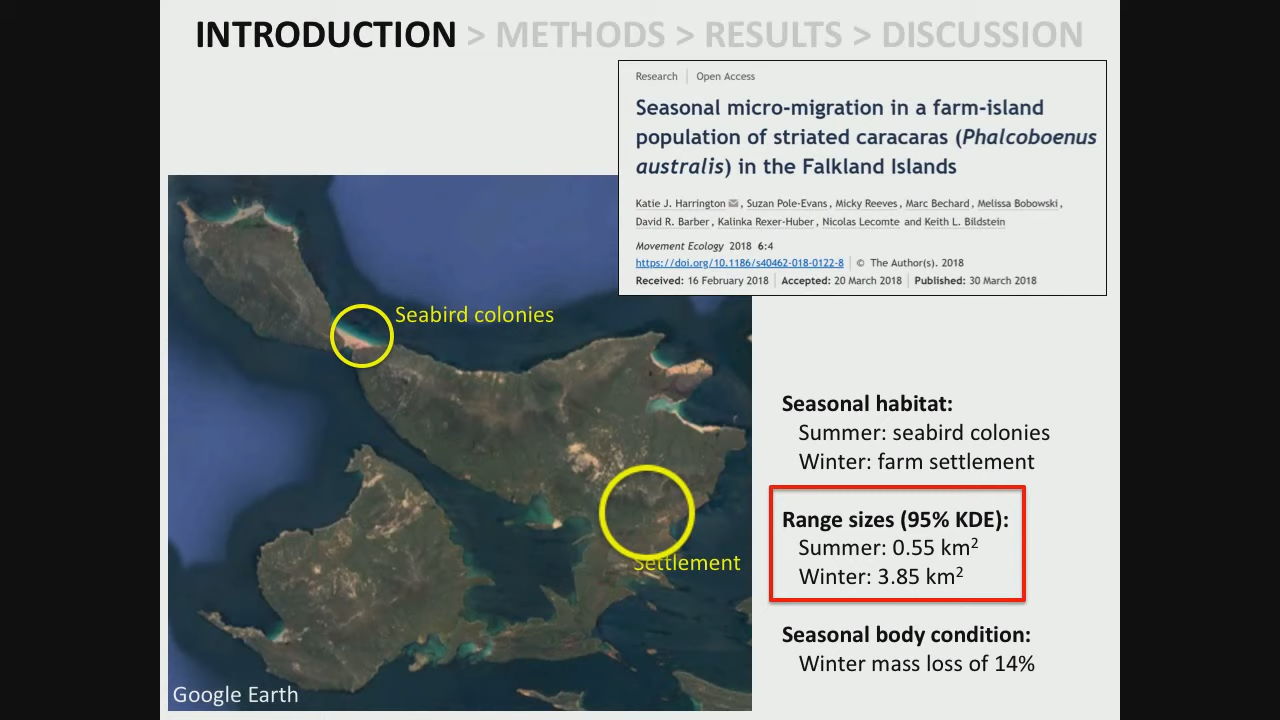 INTRODUCTION > METHODS > RESULTS > DISCUSSION
Research | Open Access
Seasonal micro-migration in a farm-island
population of striated caracaras (Phalcoboenus
australis) in the Falkland Islands
Katie J. Harrington ✉, Suzan Pole-Evans, Micky Reeves, Marc Bechard, Melissa Bobowski,
David R. Barber, Kalinka Rexer-Huber, Nicolas Lecomte and Keith L. Bildstein
Movement Ecology 2018 6:4
https://doi.org/10.1186/s40462-018-0122-8 | © The Author(s). 2018
Received: 16 February 2018 | Accepted: 20 March 2018 | Published: 30 March 2018
Seabird colonies
Settlement
Google Earth
Seasonal habitat:
Summer: seabird colonies
Winter: farm settlement
Range sizes (95% KDE):
Summer: 0.55 km²
Winter: 3.85 km²
Seasonal body condition:
Winter mass loss of 14%